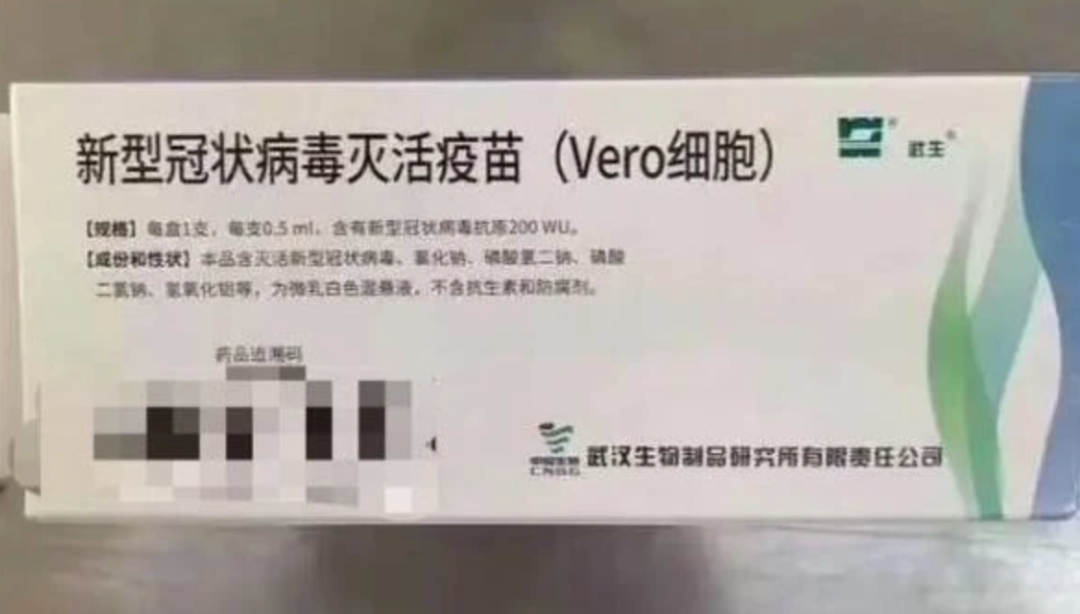 新型冠状病毒灭活疫苗（Vero细胞）
武生
【规格】每盒1支，每支0.5 ml，含有新型冠状病毒抗原200 WU。
【成份和性状】本品含灭活新型冠状病毒、氯化钠、磷酸氢二钠、磷酸
二氢钠、氢氧化铝等，为微乳白色混悬液，不含抗生素和防腐剂。
药品追溯码
中国生物
CNBG
武汉生物制品研究所有限责任公司